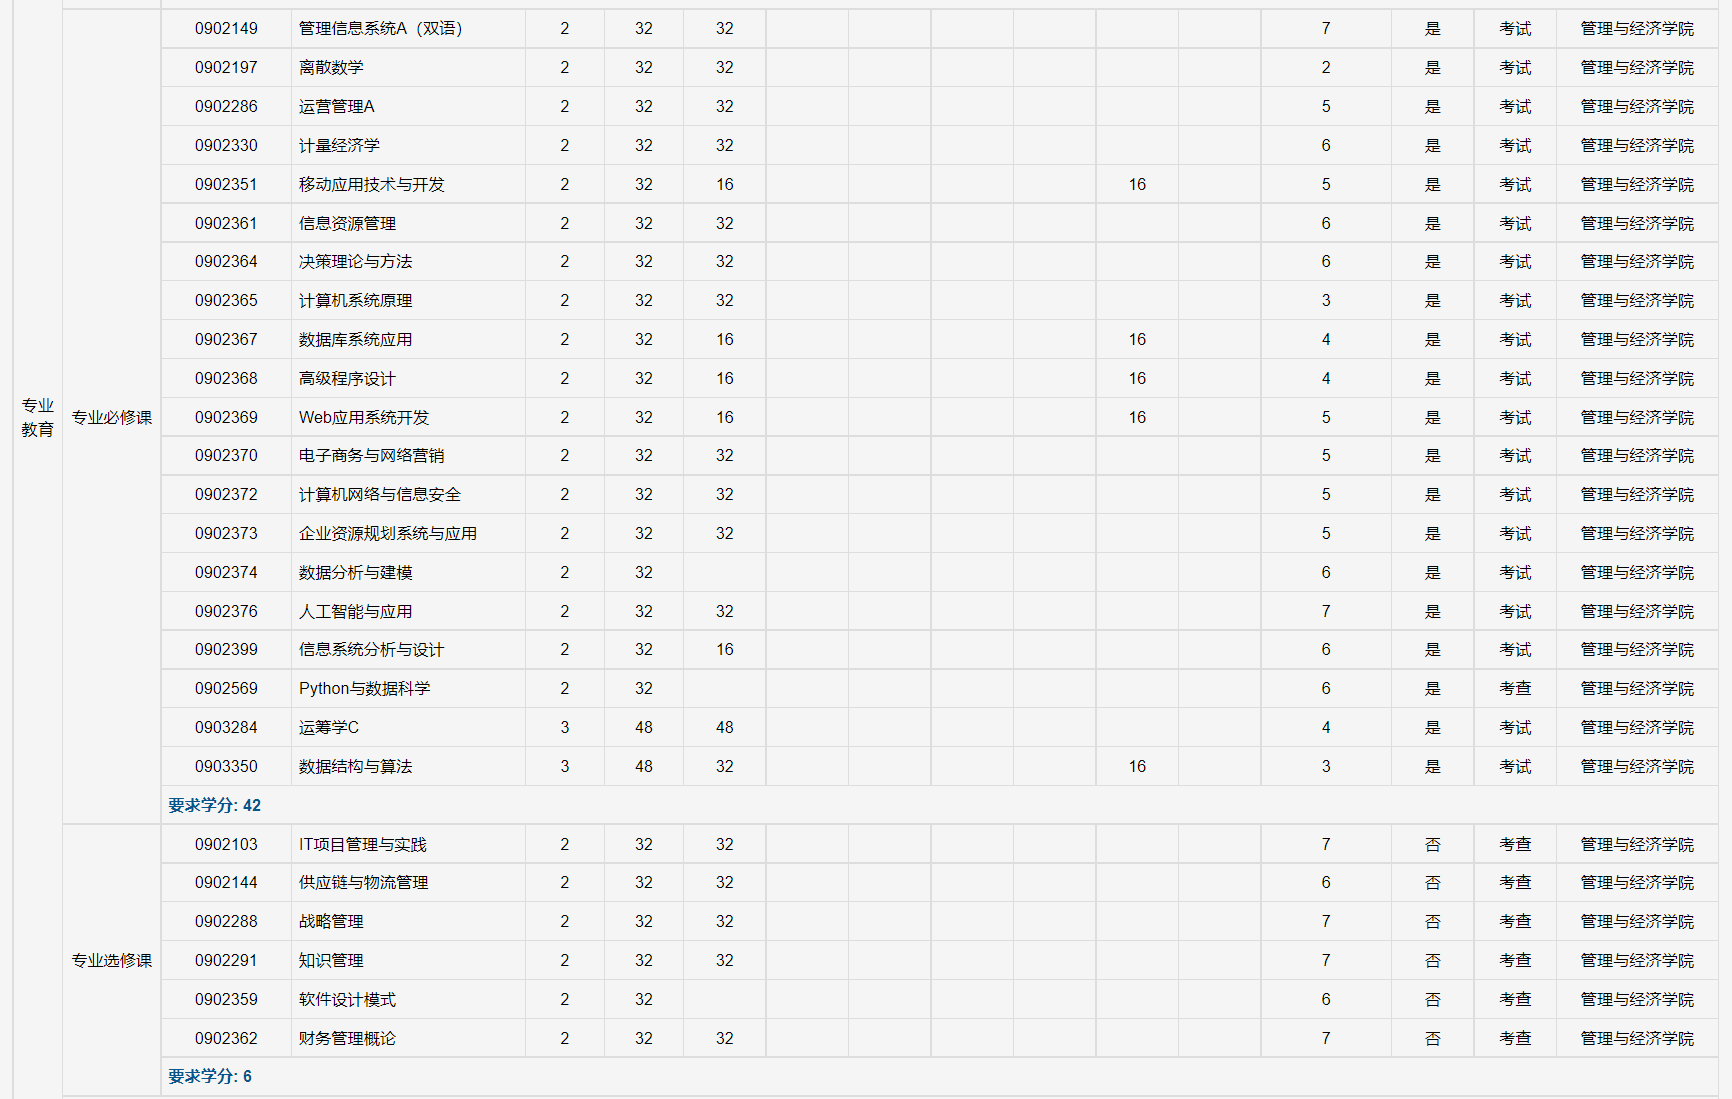 0902149 管理信息系统A（双语） 2 32 32 7 是 考试 管理与经济学院
0902197 离散数学 2 32 32 2 是 考试 管理与经济学院
0902286 运营管理A 2 32 32 5 是 考试 管理与经济学院
0902330 计量经济学 2 32 32 6 是 考试 管理与经济学院
0902351 移动应用技术与开发 2 32 16 16 5 是 考试 管理与经济学院
0902361 信息资源管理 2 32 32 6 是 考试 管理与经济学院
0902364 决策理论与方法 2 32 32 6 是 考试 管理与经济学院
0902365 计算机系统原理 2 32 32 3 是 考试 管理与经济学院
0902367 数据库系统应用 2 32 16 16 4 是 考试 管理与经济学院
0902368 高级程序设计 2 32 16 16 4 是 考试 管理与经济学院
专业
教育
专业必修课
0902369 Web应用系统开发 2 32 16 16 5 是 考试 管理与经济学院
0902370 电子商务与网络营销 2 32 32 5 是 考试 管理与经济学院
0902372 计算机网络与信息安全 2 32 32 5 是 考试 管理与经济学院
0902373 企业资源规划系统与应用 2 32 32 5 是 考试 管理与经济学院
0902374 数据分析与建模 2 32 6 是 考试 管理与经济学院
0902376 人工智能与应用 2 32 32 7 是 考试 管理与经济学院
0902399 信息系统分析与设计 2 32 16 6 是 考试 管理与经济学院
0902569 Python与数据科学 2 32 6 是 考查 管理与经济学院
0903284 运筹学C 3 48 48 4 是 考试 管理与经济学院
0903350 数据结构与算法 3 48 32 16 3 是 考试 管理与经济学院
要求学分: 42
0902103 IT项目管理与实践 2 32 32 7 否 考查 管理与经济学院
0902144 供应链与物流管理 2 32 32 6 否 考查 管理与经济学院
0902288 战略管理 2 32 32 7 否 考查 管理与经济学院
专业选修课
0902291 知识管理 2 32 32 7 否 考查 管理与经济学院
0902359 软件设计模式 2 32 6 否 考查 管理与经济学院
0902362 财务管理概论 2 32 32 7 否 考查 管理与经济学院
要求学分: 6